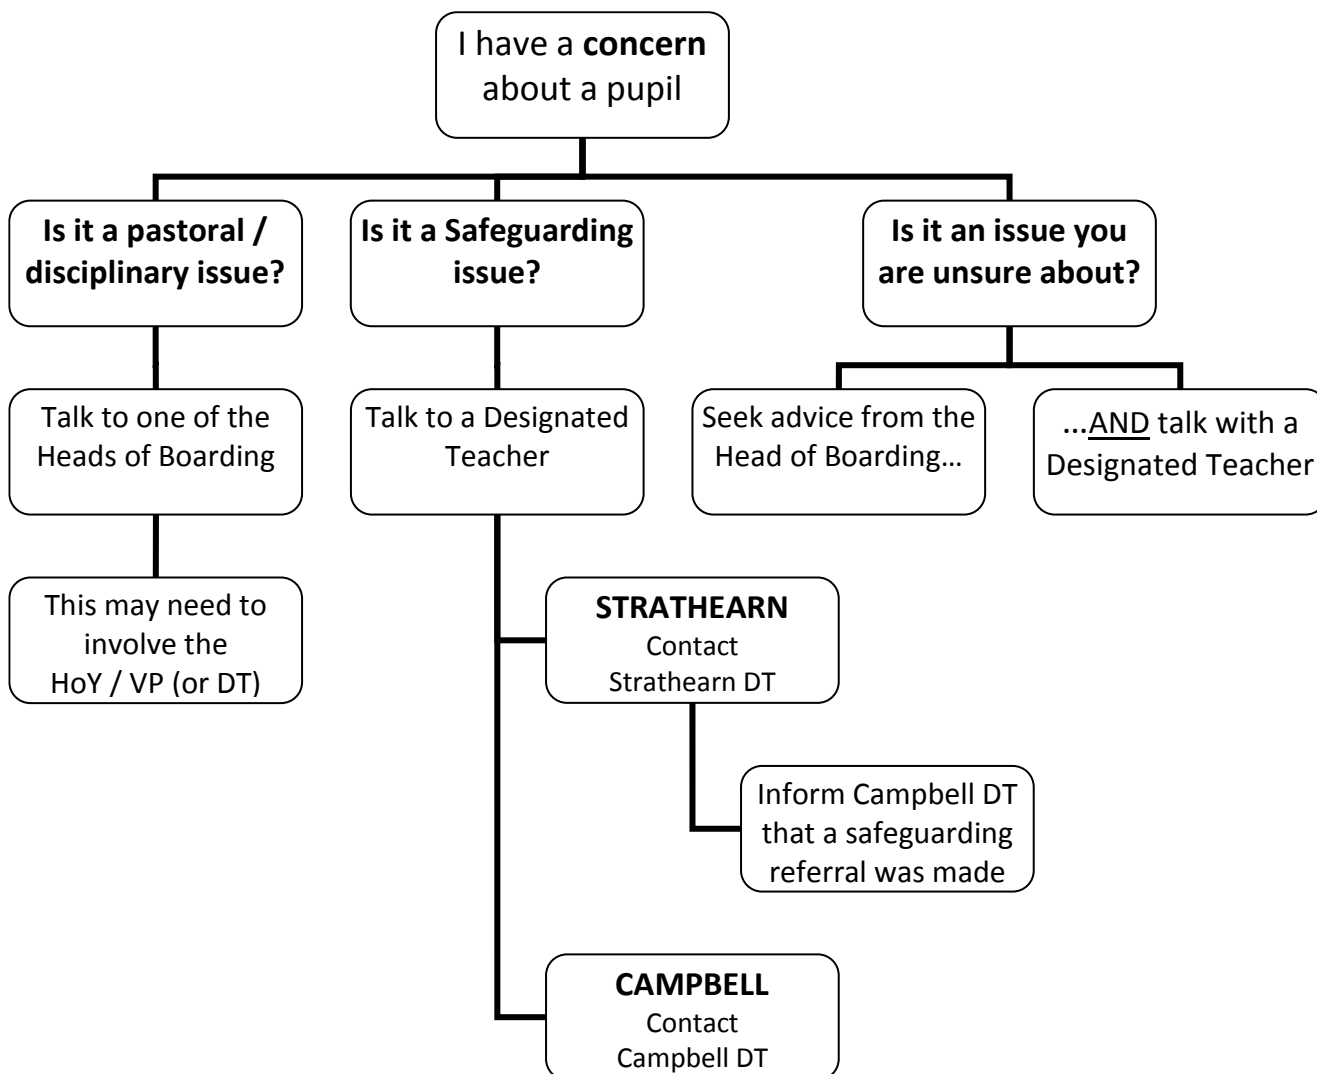 I have a concern
about a pupil
Is it a pastoral /
disciplinary issue?
Is it a Safeguarding
issue?
Is it an issue you
are unsure about?
Talk to one of the
Heads of Boarding
Talk to a Designated
Teacher
Seek advice from the
Head of Boarding…
...AND talk with a
Designated Teacher
This may need to
involve the
HoY / VP (or DT)
STRATHEARN
Contact
Strathearn DT
Inform Campbell DT
that a safeguarding
referral was made
CAMPBELL
Contact
Campbell DT